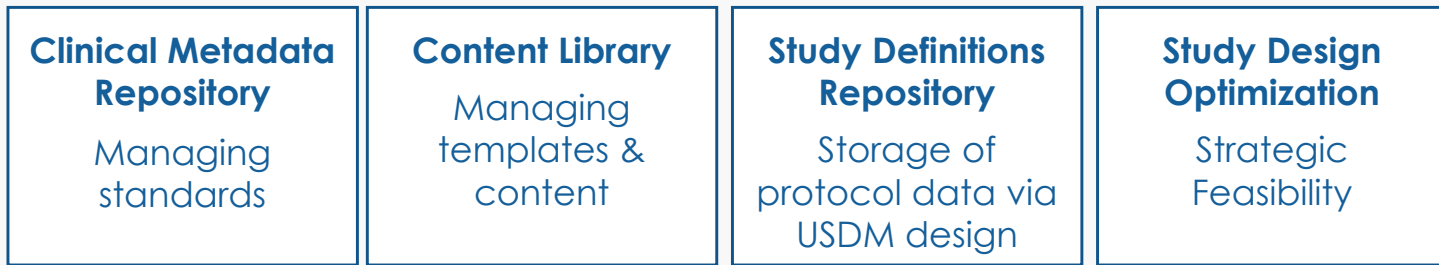 Clinical Metadata
Repository
Managing
standards
Content Library
Managing
templates &
content
Study Definitions
Repository
Storage of
protocol data via
USDM design
Study Design
Optimization
Strategic
Feasibility